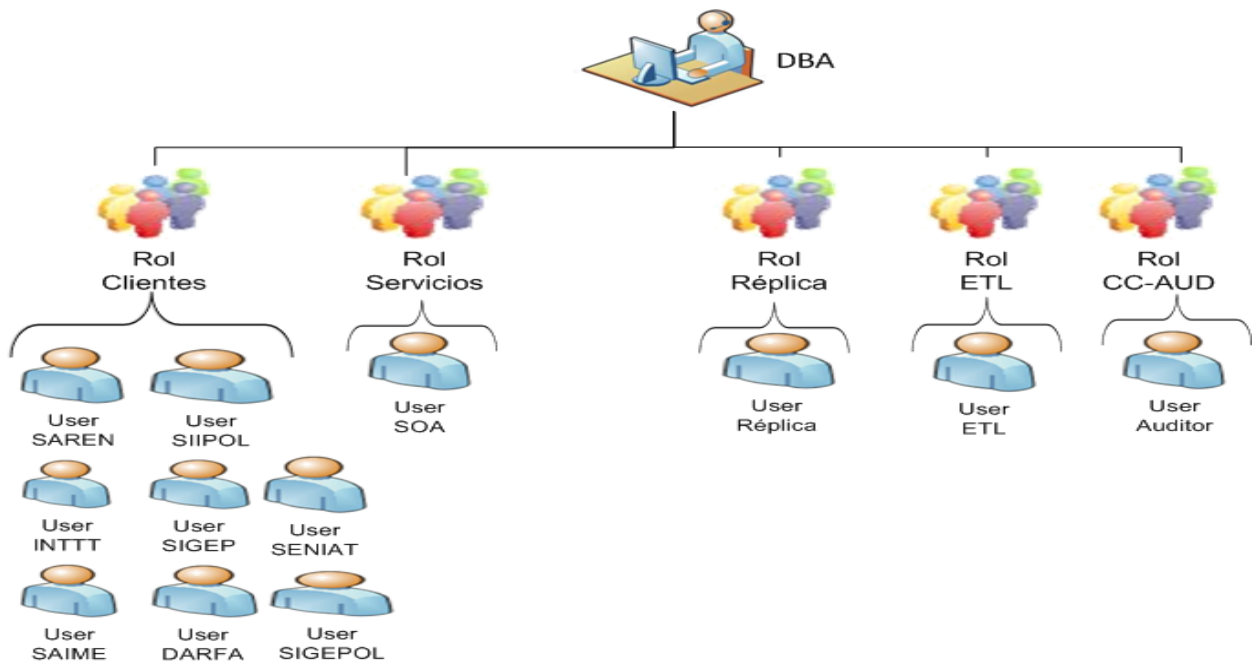 DBA
Rol
Clientes
Rol
Servicios
Rol
Réplica
Rol
ETL
Rol
CC-AUD
User
SAREN
User
SIIPOL
User
SOA
User
Réplica
User
ETL
User
Auditor
User
INTTT
User
SIGEP
User
SENIAT
User
SAIME
User
DARFA
User
SIGEPOL